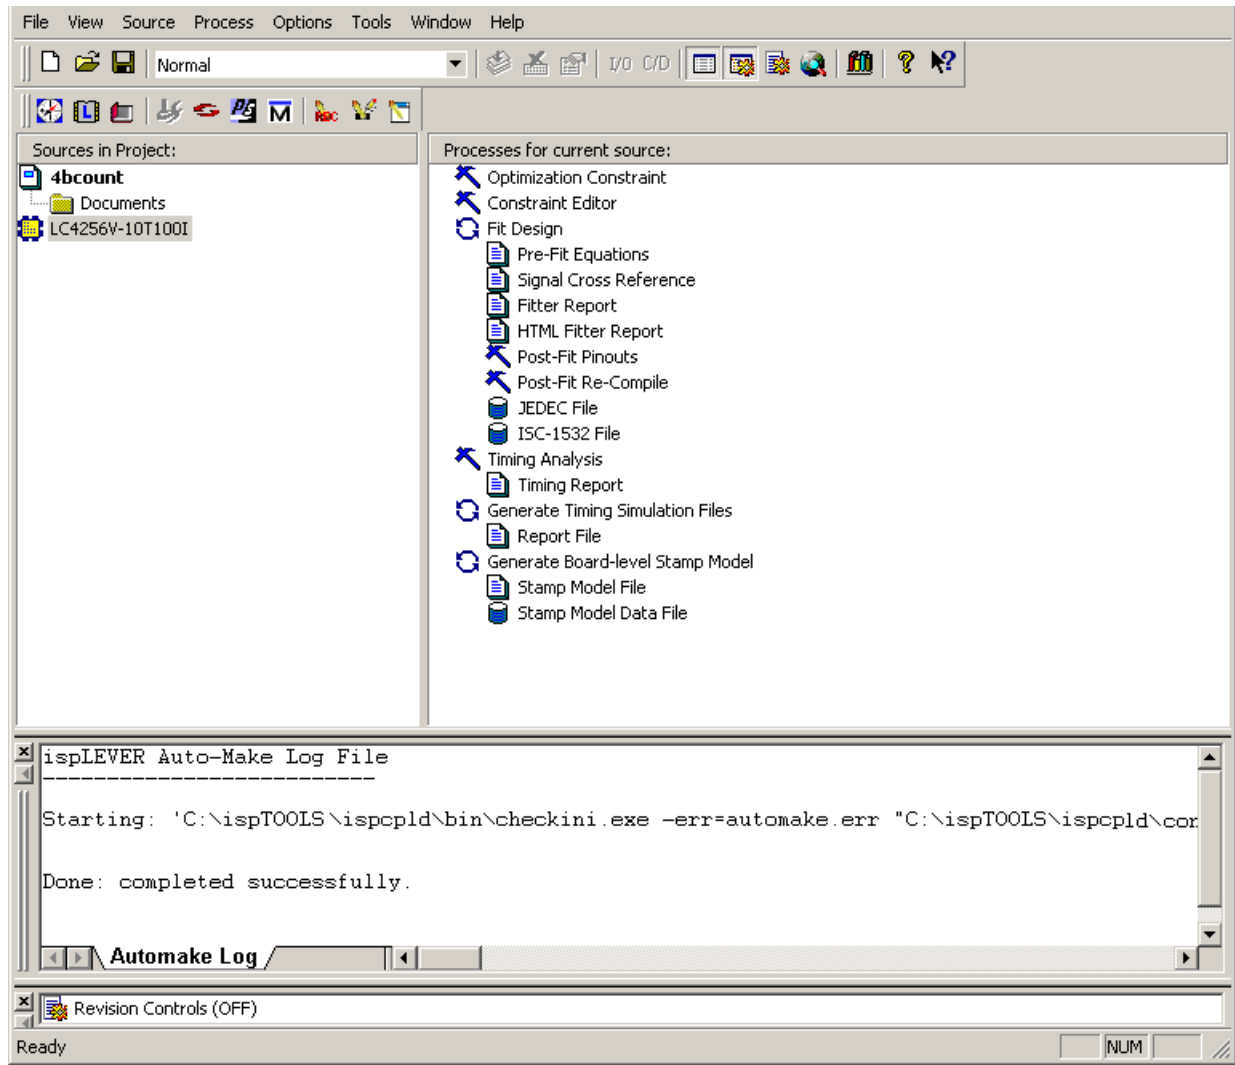 File View Source Process Options Tools Window Help
Normal
I/O C/D
Sources in Project:
4bcount
Documents
LC4256V-10T100I
Processes for current source:
Optimization Constraint
Constraint Editor
Fit Design
Pre-Fit Equations
Signal Cross Reference
Fitter Report
HTML Fitter Report
Post-Fit Pinouts
Post-Fit Re-Compile
JEDEC File
ISC-1532 File
Timing Analysis
Timing Report
Generate Timing Simulation Files
Report File
Generate Board-level Stamp Model
Stamp Model File
Stamp Model Data File
ispLEVER Auto-Make Log File
---------------------------
Starting: 'C:\ispTOOLS\ispcpld\bin\checkini.exe -err=automake.err "C:\ispTOOLS\ispcpld\cor
Done: completed successfully.
Automake Log
Revision Controls (OFF)
Ready
NUM